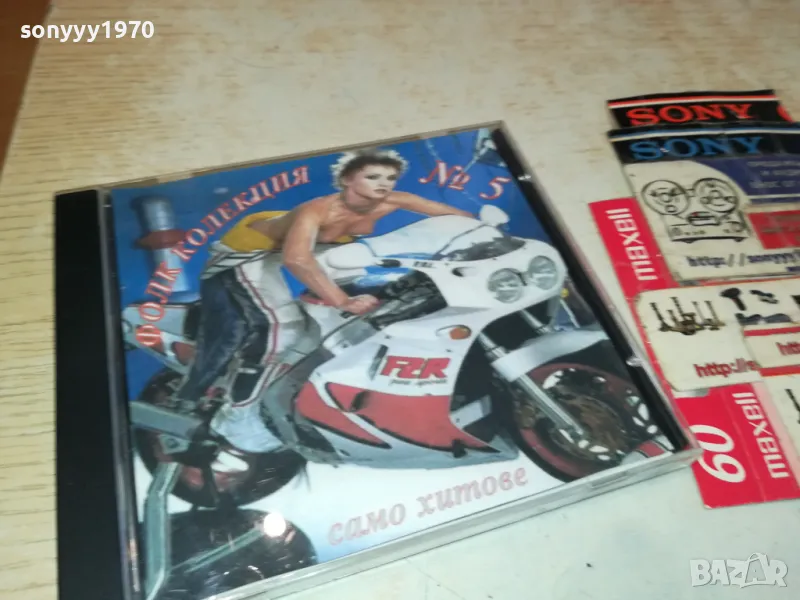 sonyyy1970
ФОЛК КОЛЕКЦИЯ
№ 5
FZR
само хитове
SONY
SONY
http://sonyyy
maxell
http://s
maxell
60
BAZAR